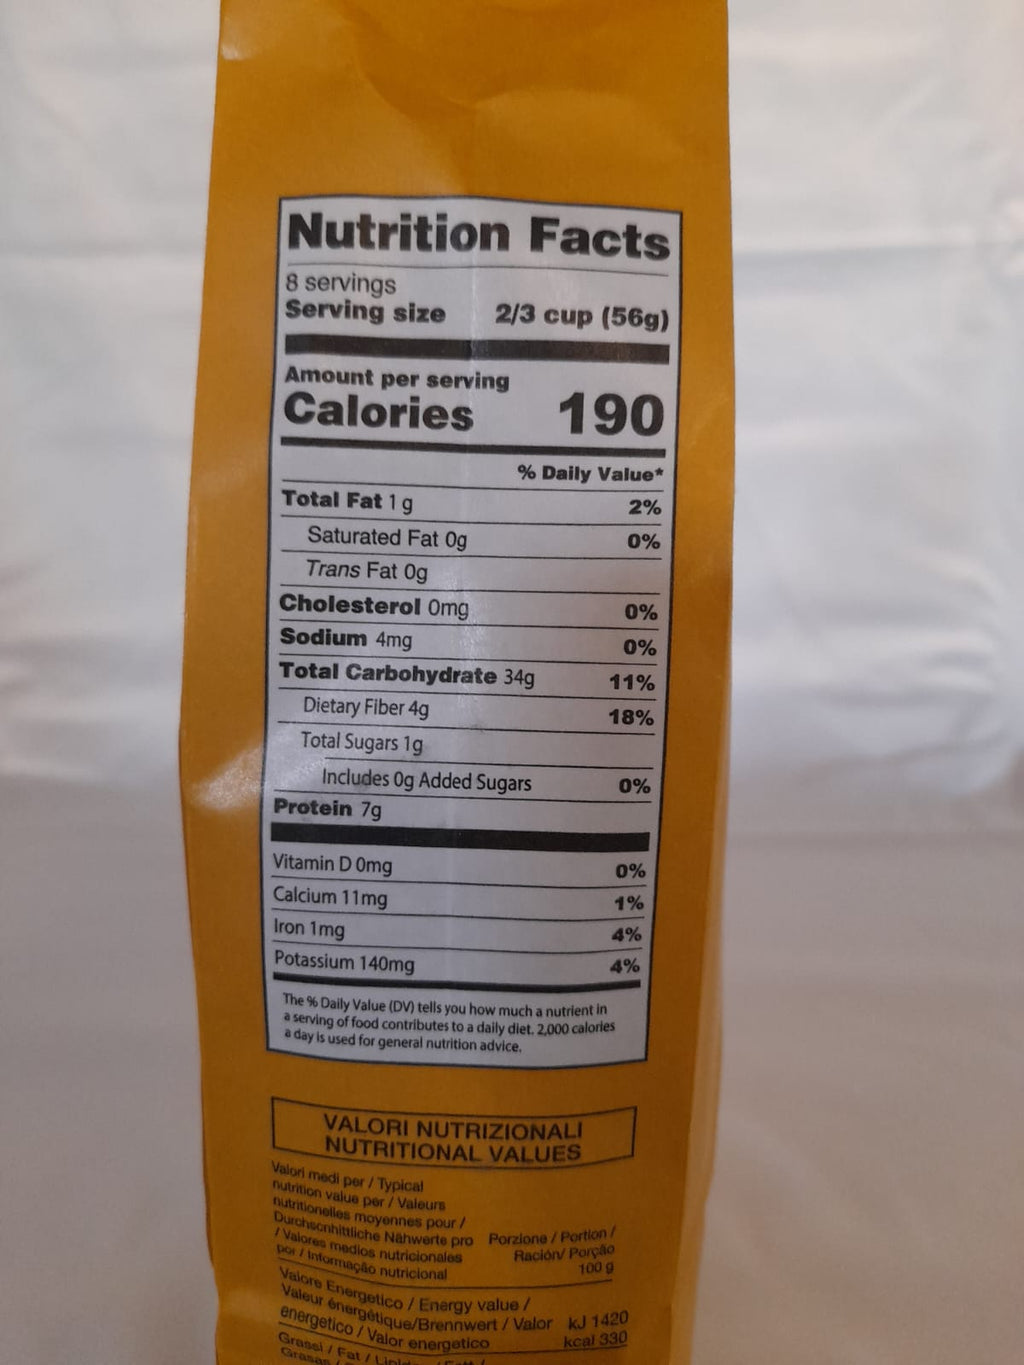 Nutrition Facts
8 servings
Serving size 2/3 cup (56g)
Amount per serving
Calories 190
% Daily Value*
Total Fat 1 g 2%
Saturated Fat 0g 0%
Trans Fat 0g
Cholesterol 0mg 0%
Sodium 4mg 0%
Total Carbohydrate 34g 11%
Dietary Fiber 4g 18%
Total Sugars 1g
Includes 0g Added Sugars 0%
Protein 7g
Vitamin D 0mg 0%
Calcium 11mg 1%
Iron 1mg 4%
Potassium 140mg 4%
The % Daily Value (DV) tells you how much a nutrient in
a serving of food contributes to a daily diet. 2,000 calories
a day is used for general nutrition advice.
VALORI NUTRIZIONALI
NUTRITIONAL VALUES
Valori medi per / Typical
nutrition value per / Valeurs
nutritionelles moyennes pour /
Durchscnhittliche Nähwerte pro
/ Valores medios nutricionales
por / Informação nutricional
Porzione / Portion /
Ración/ Porção
100 g
Valore Energetico / Energy value /
Valeur énergétique/Brennwert / Valor kJ 1420
energetico / Valor energetico kcal 330
Grassi / Fat /